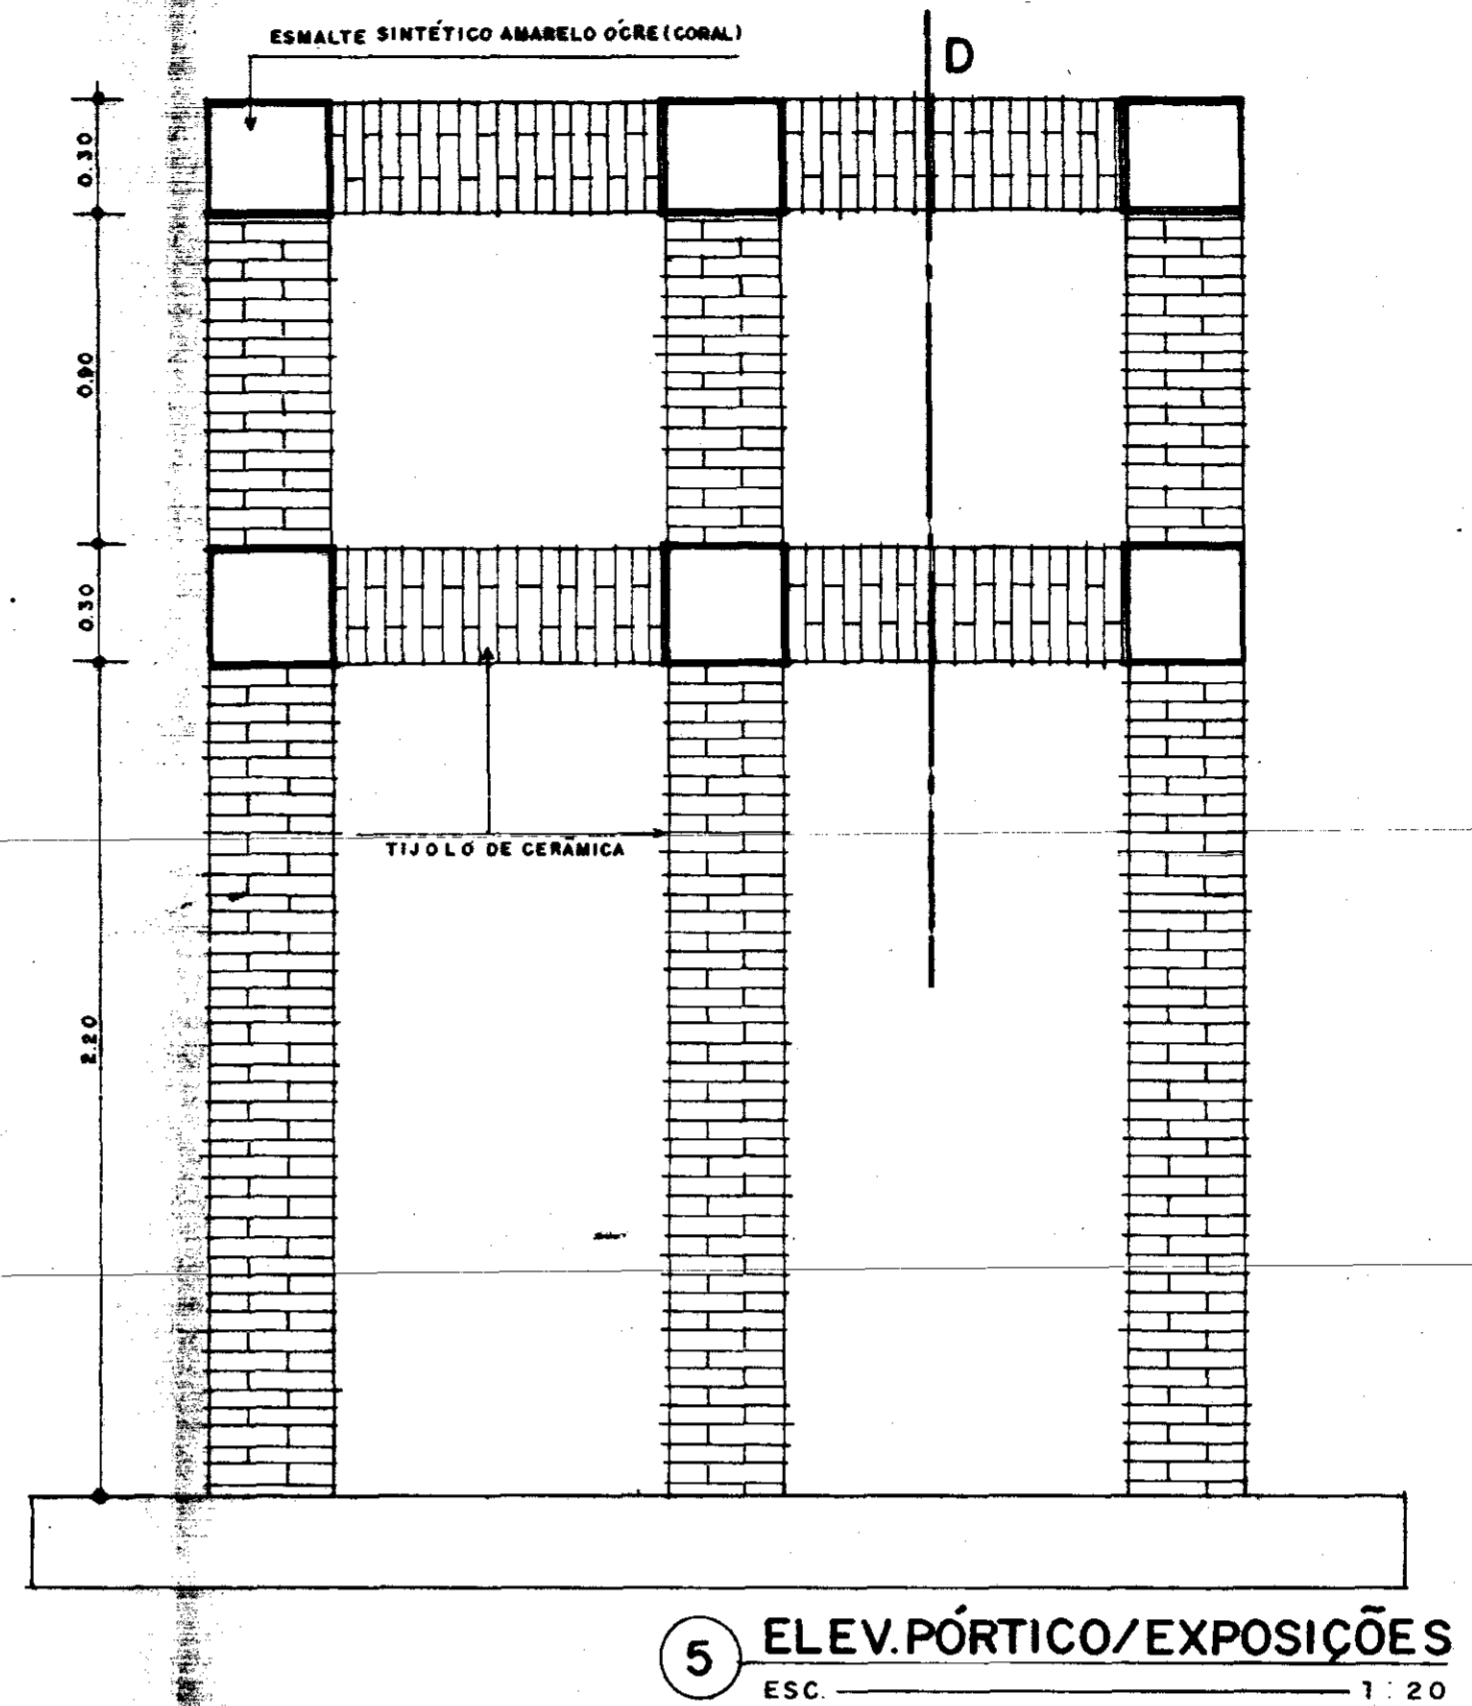 ESMALTE SINTÉTICO AMARELO ÓCRE (CORAL)
D
0.30
0.90
0.30
TIJOLO DE CERÂMICA
2.20
5 ELEV. PÓRTICO/EXPOSIÇÕES
ESC. 1:20